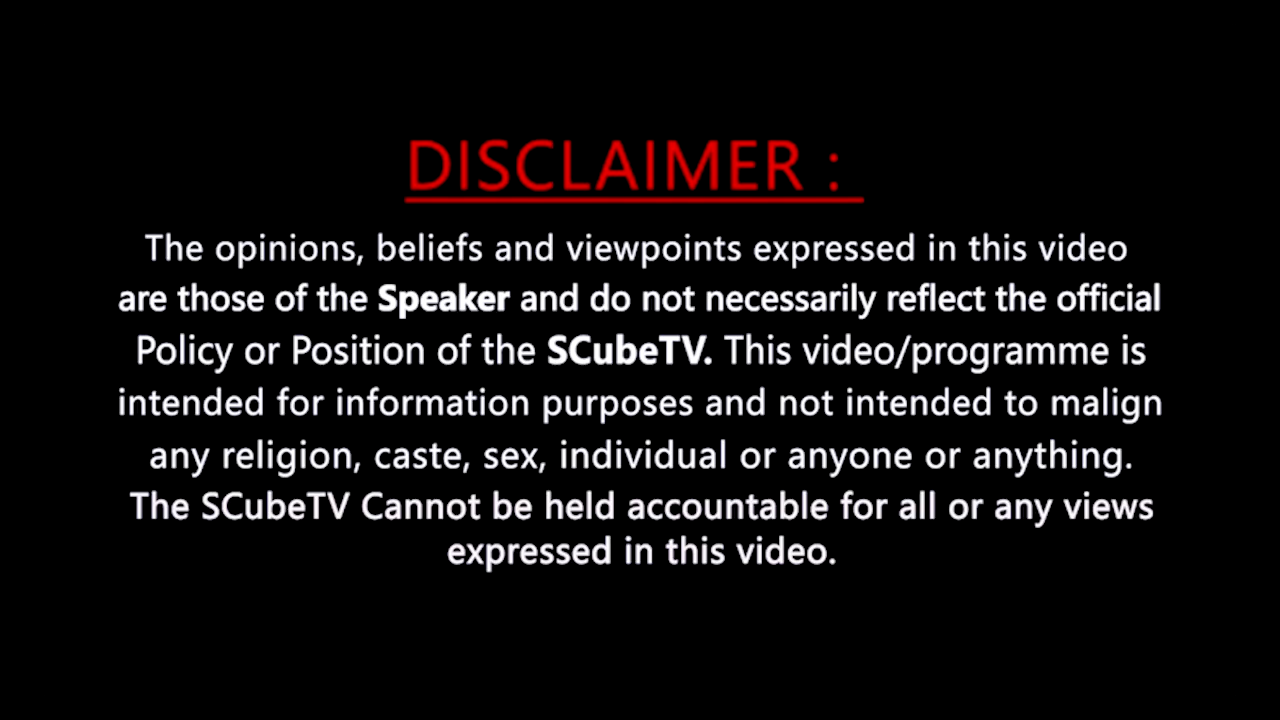 DISCLAIMER :
The opinions, beliefs and viewpoints expressed in this video
are those of the Speaker and do not necessarily reflect the official
Policy or Position of the SCubeTV. This video/programme is
intended for information purposes and not intended to malign
any religion, caste, sex, individual or anyone or anything.
The SCubeTV Cannot be held accountable for all or any views
expressed in this video.